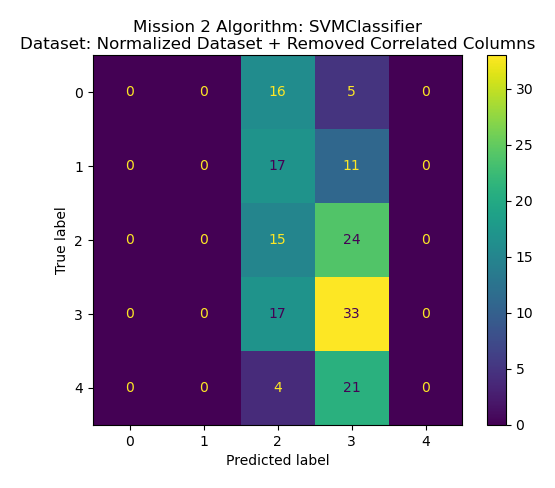 Mission 2 Algorithm: SVMClassifier
Dataset: Normalized Dataset + Removed Correlated Columns
0 0 0 16 5 0
1 0 0 17 11 0
2 0 0 15 24 0
3 0 0 17 33 0
4 0 0 4 21 0
0 1 2 3 4
True label
Predicted label
30
25
20
15
10
5
0